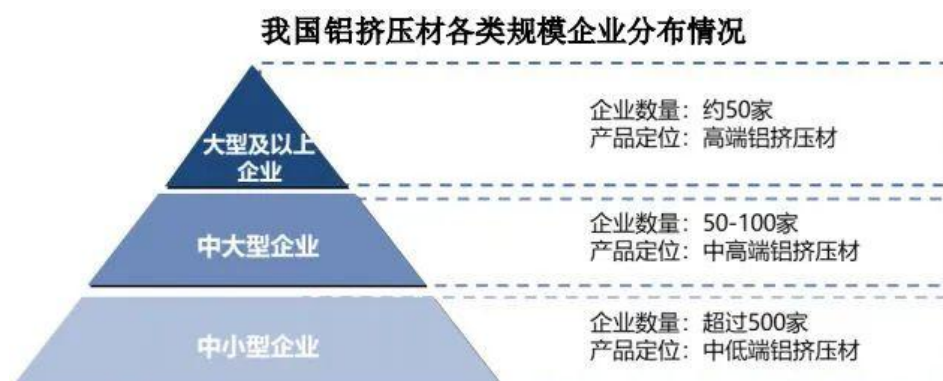 我国铝挤压材各类规模企业分布情况
大型及以上
企业
企业数量：约50家
产品定位：高端铝挤压材
中大型企业
企业数量：50-100家
产品定位：中高端铝挤压材
中小型企业
企业数量：超过500家
产品定位：中低端铝挤压材